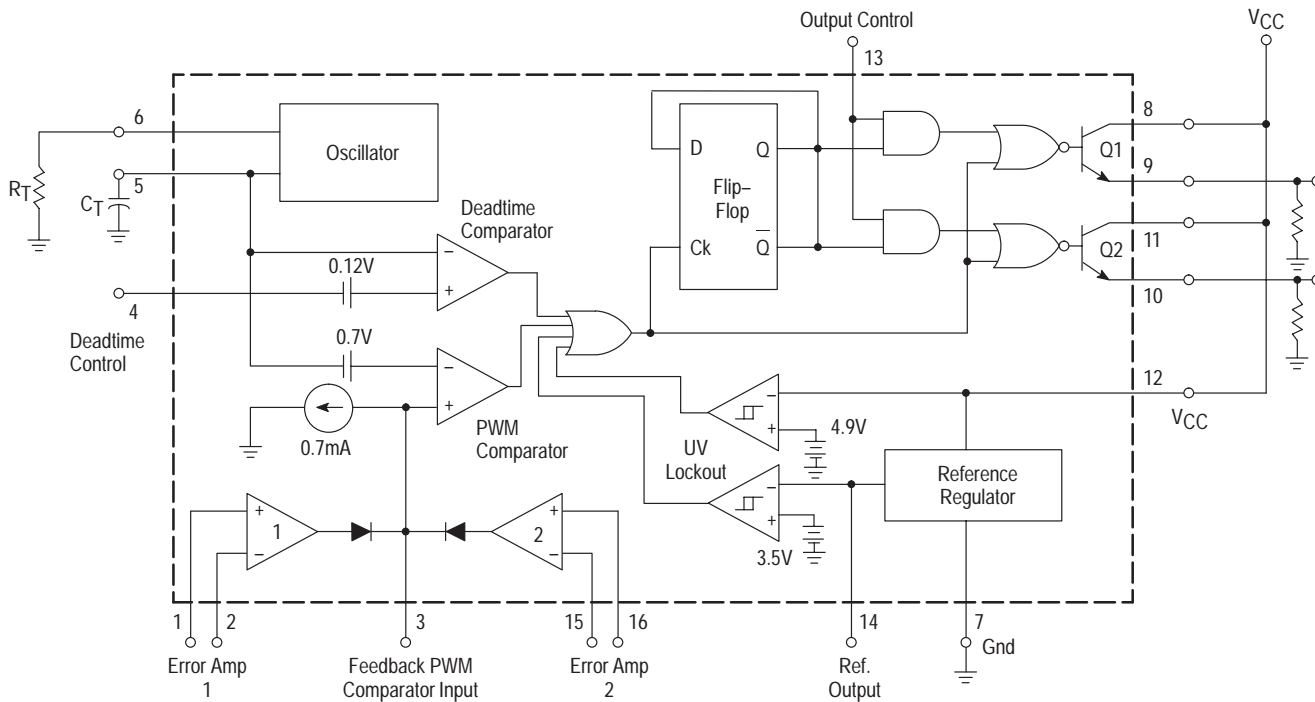 Output Control
VCC
13
6
8
Oscillator
D
Q
Q1
RT
5
9
CT
Flip–
Flop
Deadtime
Comparator
11
–
Ck
Q
Q2
0.12V
+
4
10
Deadtime
Control
0.7V
–
12
–
VCC
+
0.7mA
PWM
Comparator
UV
Lockout
+
4.9V
–
Reference
Regulator
+
1
+
2
+
3.5V
–
–
1
2
3
15
16
14
7
Gnd
Error Amp
1
Feedback PWM
Comparator Input
Error Amp
2
Ref.
Output